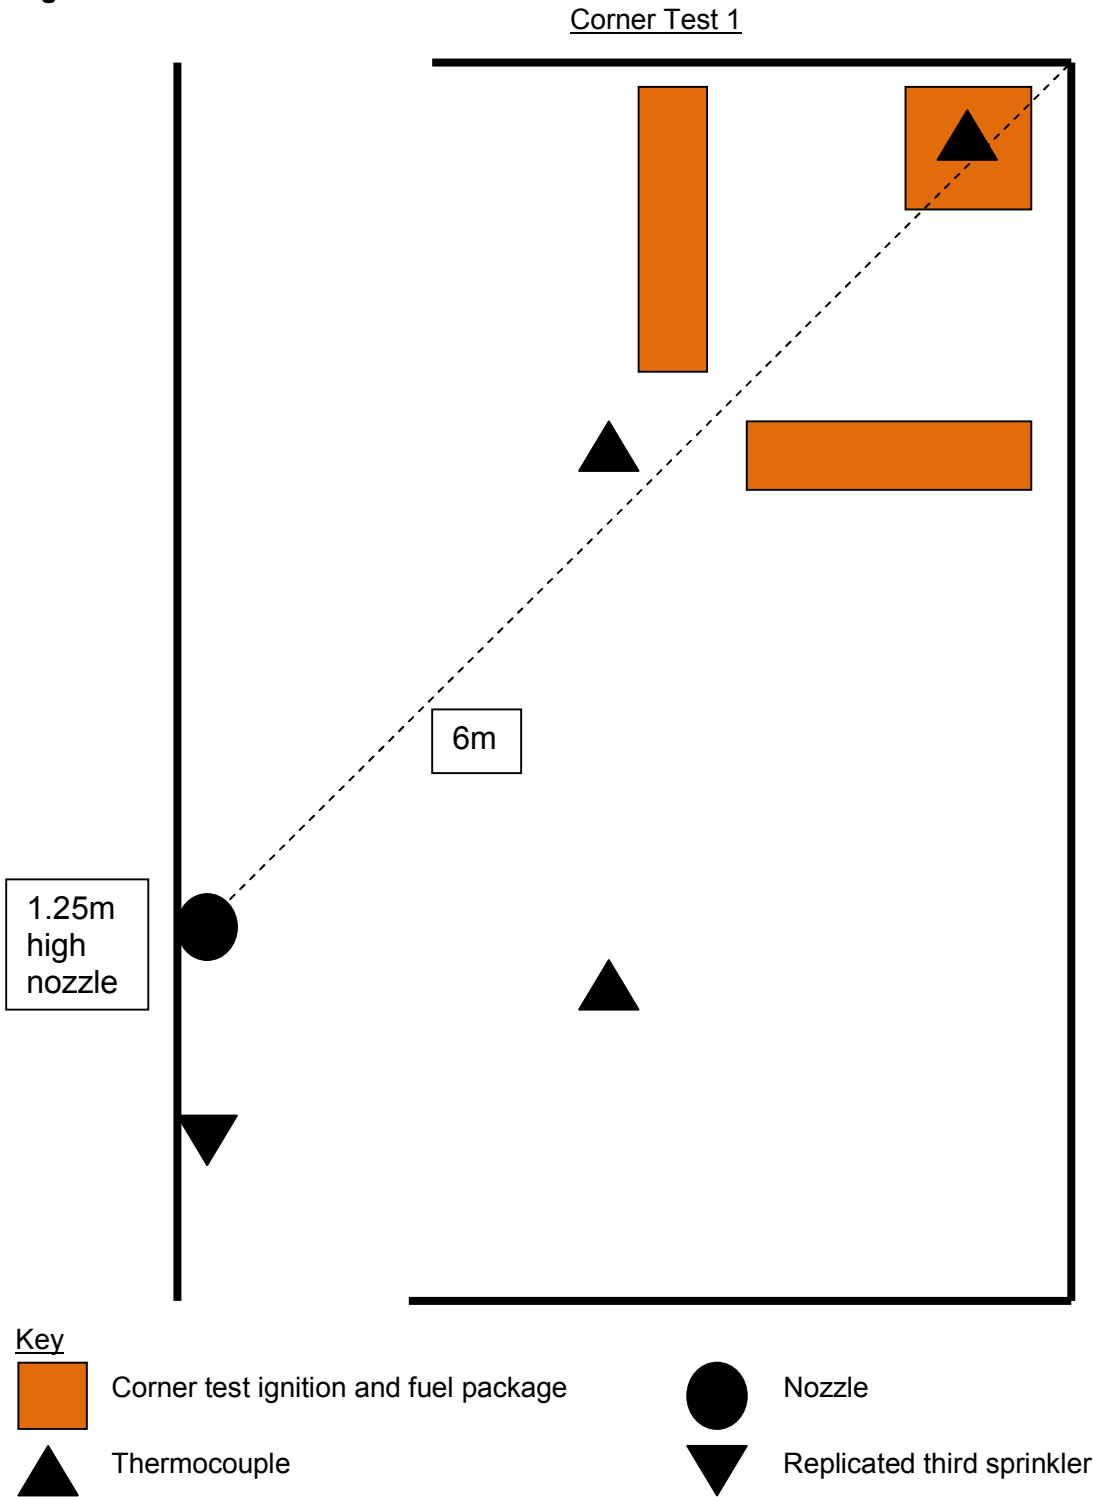 Corner Test 1
6m
1.25m
high
nozzle
Key
Corner test ignition and fuel package
Nozzle
Thermocouple
Replicated third sprinkler